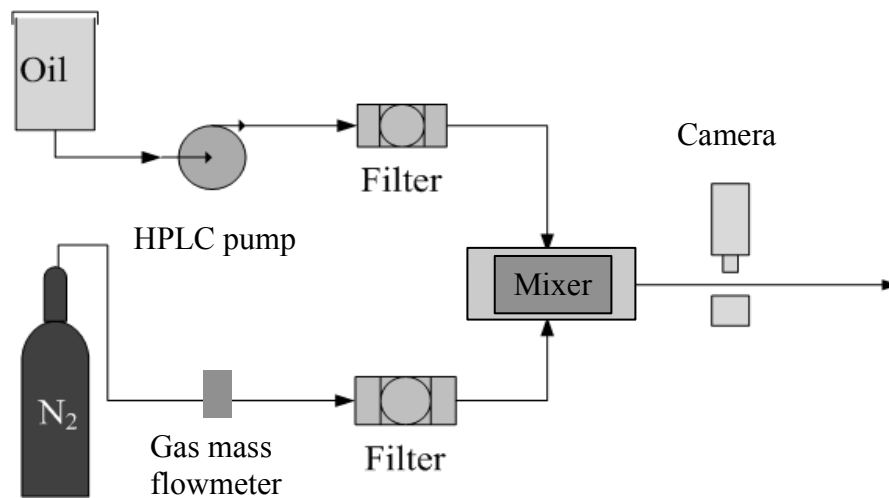 Oil
HPLC pump
Filter
Camera
Mixer
N₂
Gas mass
flowmeter
Filter